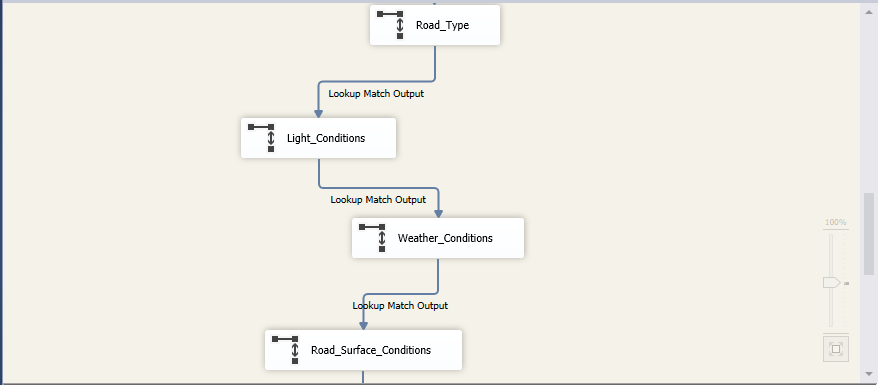 Road_Type
Lookup Match Output
Light_Conditions
Lookup Match Output
Weather_Conditions
100%
Lookup Match Output
Road_Surface_Conditions